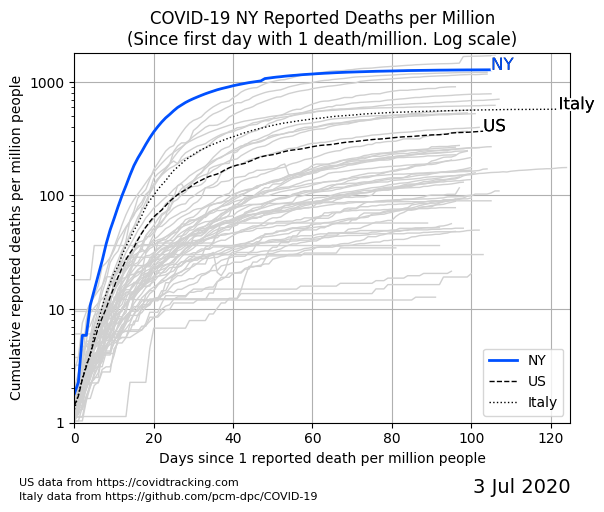 COVID-19 NY Reported Deaths per Million
(Since first day with 1 death/million. Log scale)
Cumulative reported deaths per million people
1000
100
10
1
NY
Italy
US
NY
US
Italy
0 20 40 60 80 100 120
Days since 1 reported death per million people
US data from https://covidtracking.com
Italy data from https://github.com/pcm-dpc/COVID-19
3 Jul 2020